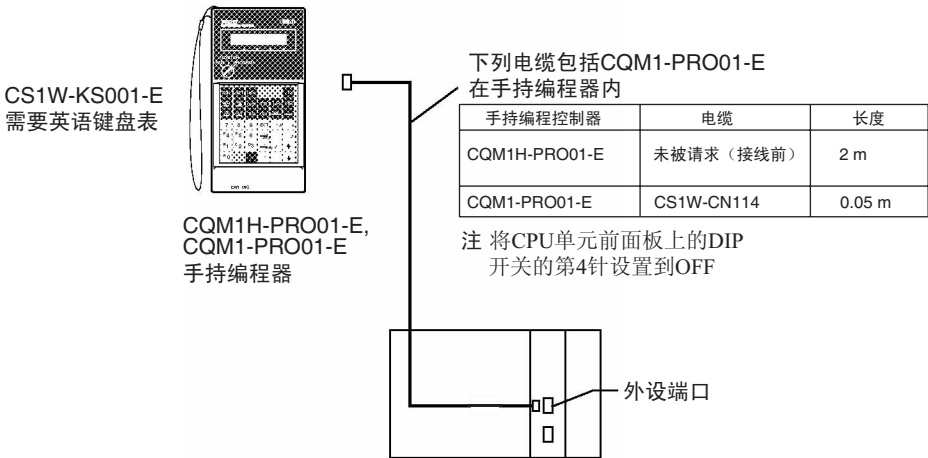 下列电缆包括CQM1-PRO01-E
在手持编程器内
CS1W-KS001-E
需要英语键盘表
手持编程控制器 电缆 长度
CQM1H-PRO01-E 未被请求（接线前） 2 m
CQM1-PRO01-E CS1W-CN114 0.05 m
CQM1H-PRO01-E,
CQM1-PRO01-E
手持编程器
注 将CPU单元前面板上的DIP
开关的第4针设置到OFF
外设端口